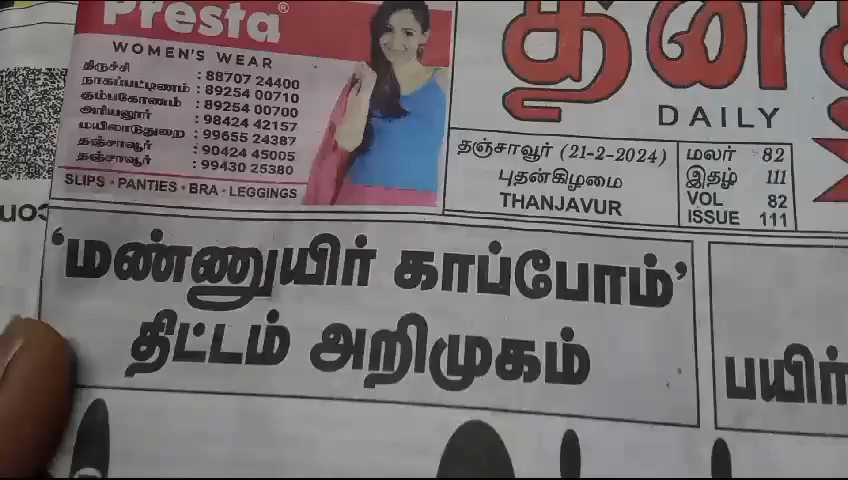 Presta®
WOMEN'S WEAR
திருச்சி : 88707 24400
நாகப்பட்டிணம் : 89254 00710
கும்பகோணம் : 89254 00700
அரியலூர் : 98424 42157
மயிலாடுதுறை : 99655 24387
தஞ்சாவூர் : 90424 45005
தஞ்சாவூர் : 99430 25380
SLIPS • PANTIES • BRA • LEGGINGS
DAILY
தஞ்சாவூர் (21-2-2024)
புதன்கிழமை
THANJAVUR
மலர் 82
இதழ் 111
VOL 82
ISSUE 111
'மண்ணுயிர் காப்போம்'
திட்டம் அறிமுகம்
பயிர்